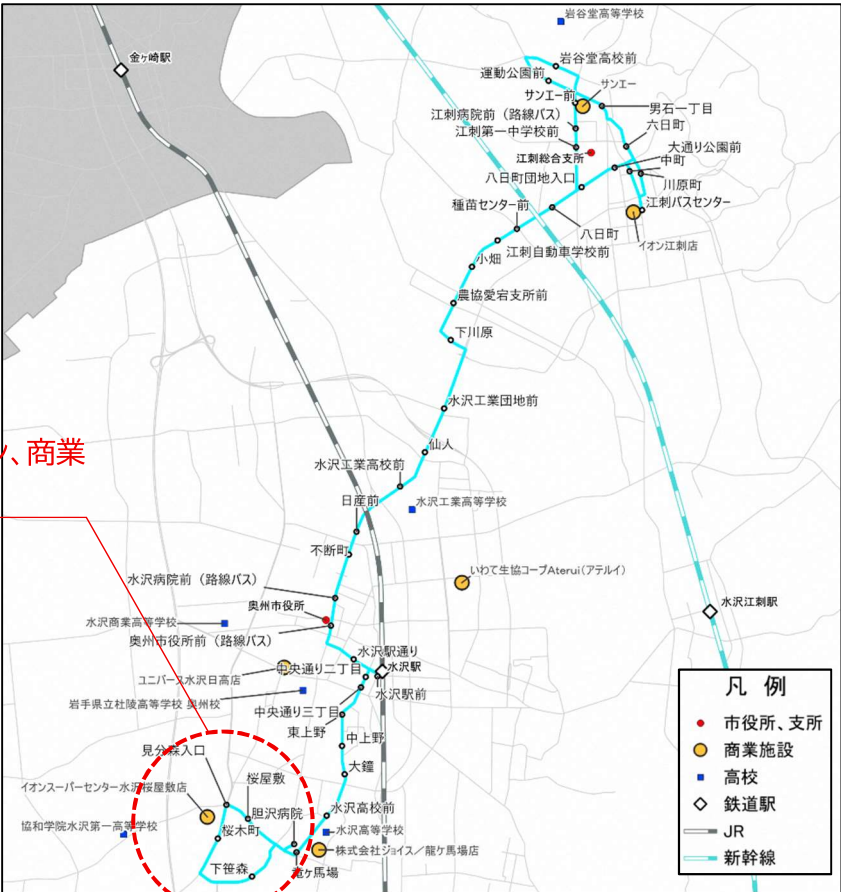 岩谷堂高等学校
金ヶ崎駅
岩谷堂高校前
運動公園前
サンエー
サンエー前
男石一丁目
江刺病院前（路線バス）
六日町
江刺第一中学校前
大通り公園前
江刺総合支所
中町
八日町団地入口
川原町
種苗センター前
江刺バスセンター
八日町
イオン江刺店
江刺自動車学校前
小畑
農協愛宕支所前
下川原
水沢工業団地前
仙人
、商業
水沢工業高校前
日産前
水沢工業高等学校
不断町
いわて生協コープAterui（アテルイ）
水沢病院前（路線バス）
奥州市役所
水沢江刺駅
水沢商業高等学校
奥州市役所前（路線バス）
水沢駅通り
中央通り二丁目
水沢駅
ユニバース水沢日高店
水沢駅前
岩手県立杜陵高等学校 奥州校
中央通り三丁目
東上野
中上野
見分森入口
大鐘
桜屋敷
イオンスーパーセンター水沢桜屋敷店
胆沢病院
水沢高校前
協和学院水沢第一高等学校
桜木町
水沢高等学校
株式会社ジョイス／龍ケ馬場店
下笹森
竜ヶ馬場
凡 例
市役所、支所
商業施設
高校
鉄道駅
JR
新幹線